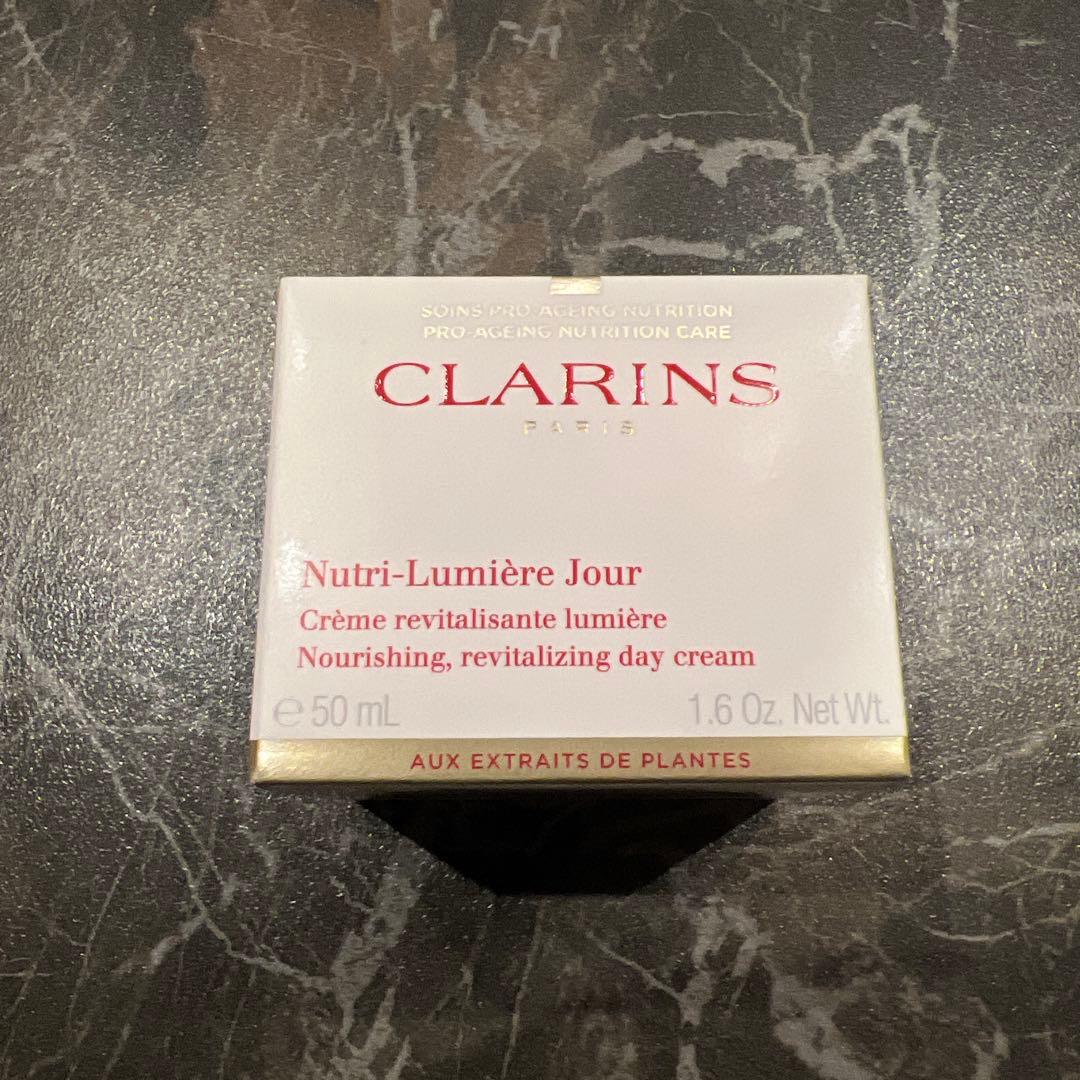 SOINS PRO-AGEING NUTRITION
PRO-AGEING NUTRITION CARE
CLARINS
PARIS
Nutri-Lumière Jour
Crème revitalisante lumière
Nourishing, revitalizing day cream
℮ 50 mL 1.6 Oz. Net Wt.
AUX EXTRAITS DE PLANTES